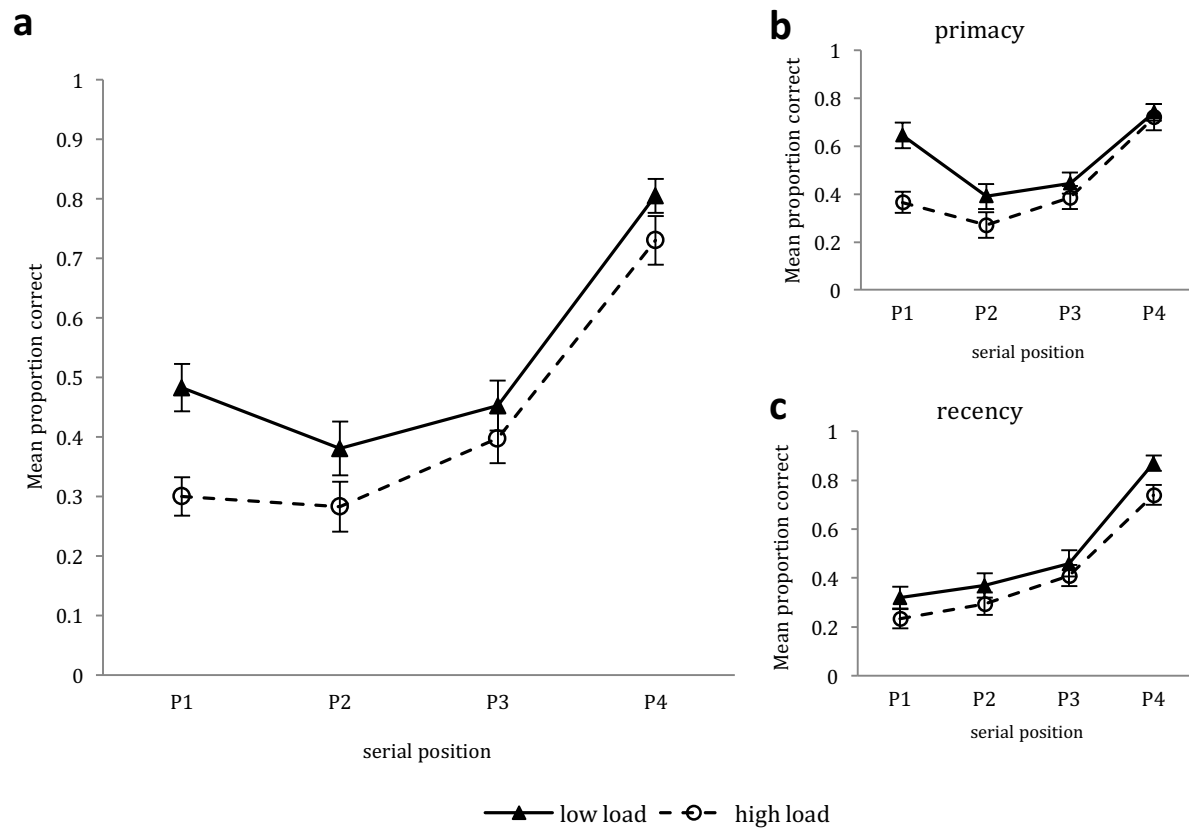 a
Mean proportion correct
1
0.9
0.8
0.7
0.6
0.5
0.4
0.3
0.2
0.1
0
P1 P2 P3 P4
serial position
b
primacy
Mean proportion correct
1
0.8
0.6
0.4
0.2
0
P1 P2 P3 P4
serial position
c
recency
Mean proportion correct
1
0.8
0.6
0.4
0.2
0
P1 P2 P3 P4
serial position
low load high load